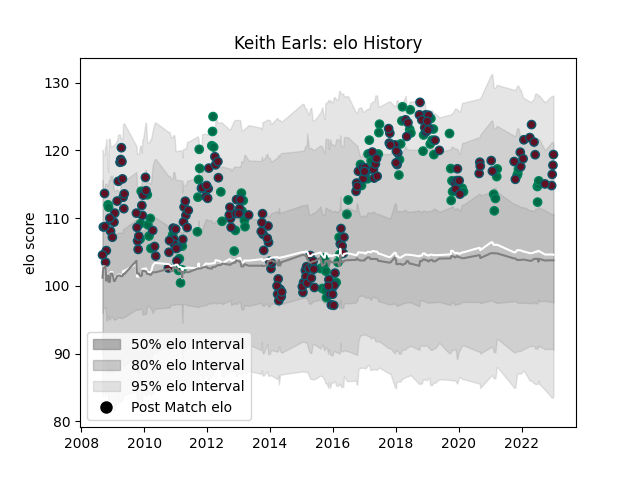 Keith Earls: elo History
elo score
130
120
110
100
90
80
50% elo Interval
80% elo Interval
95% elo Interval
Post Match elo
2008 2010 2012 2014 2016 2018 2020 2022